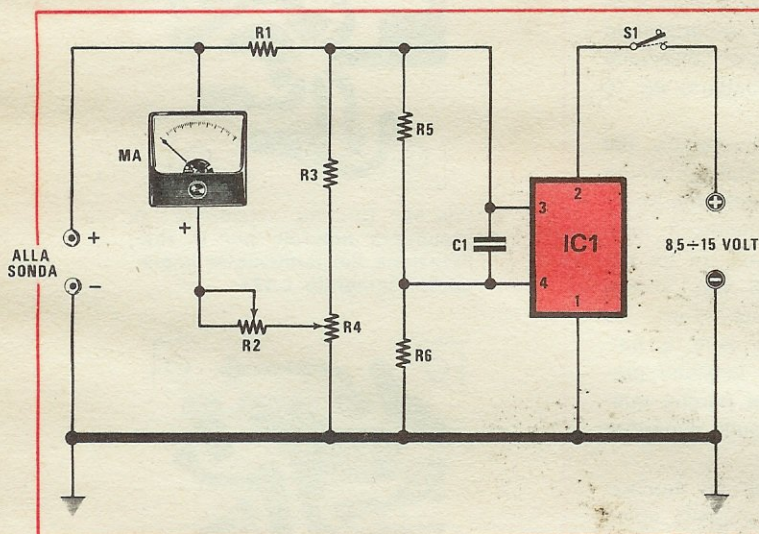 R1
S1
MA
+
R3
R5
3
2
C1
IC1
4
1
ALLA
SONDA
+
–
R2
R4
R6
+
–
8,5÷15 VOLT